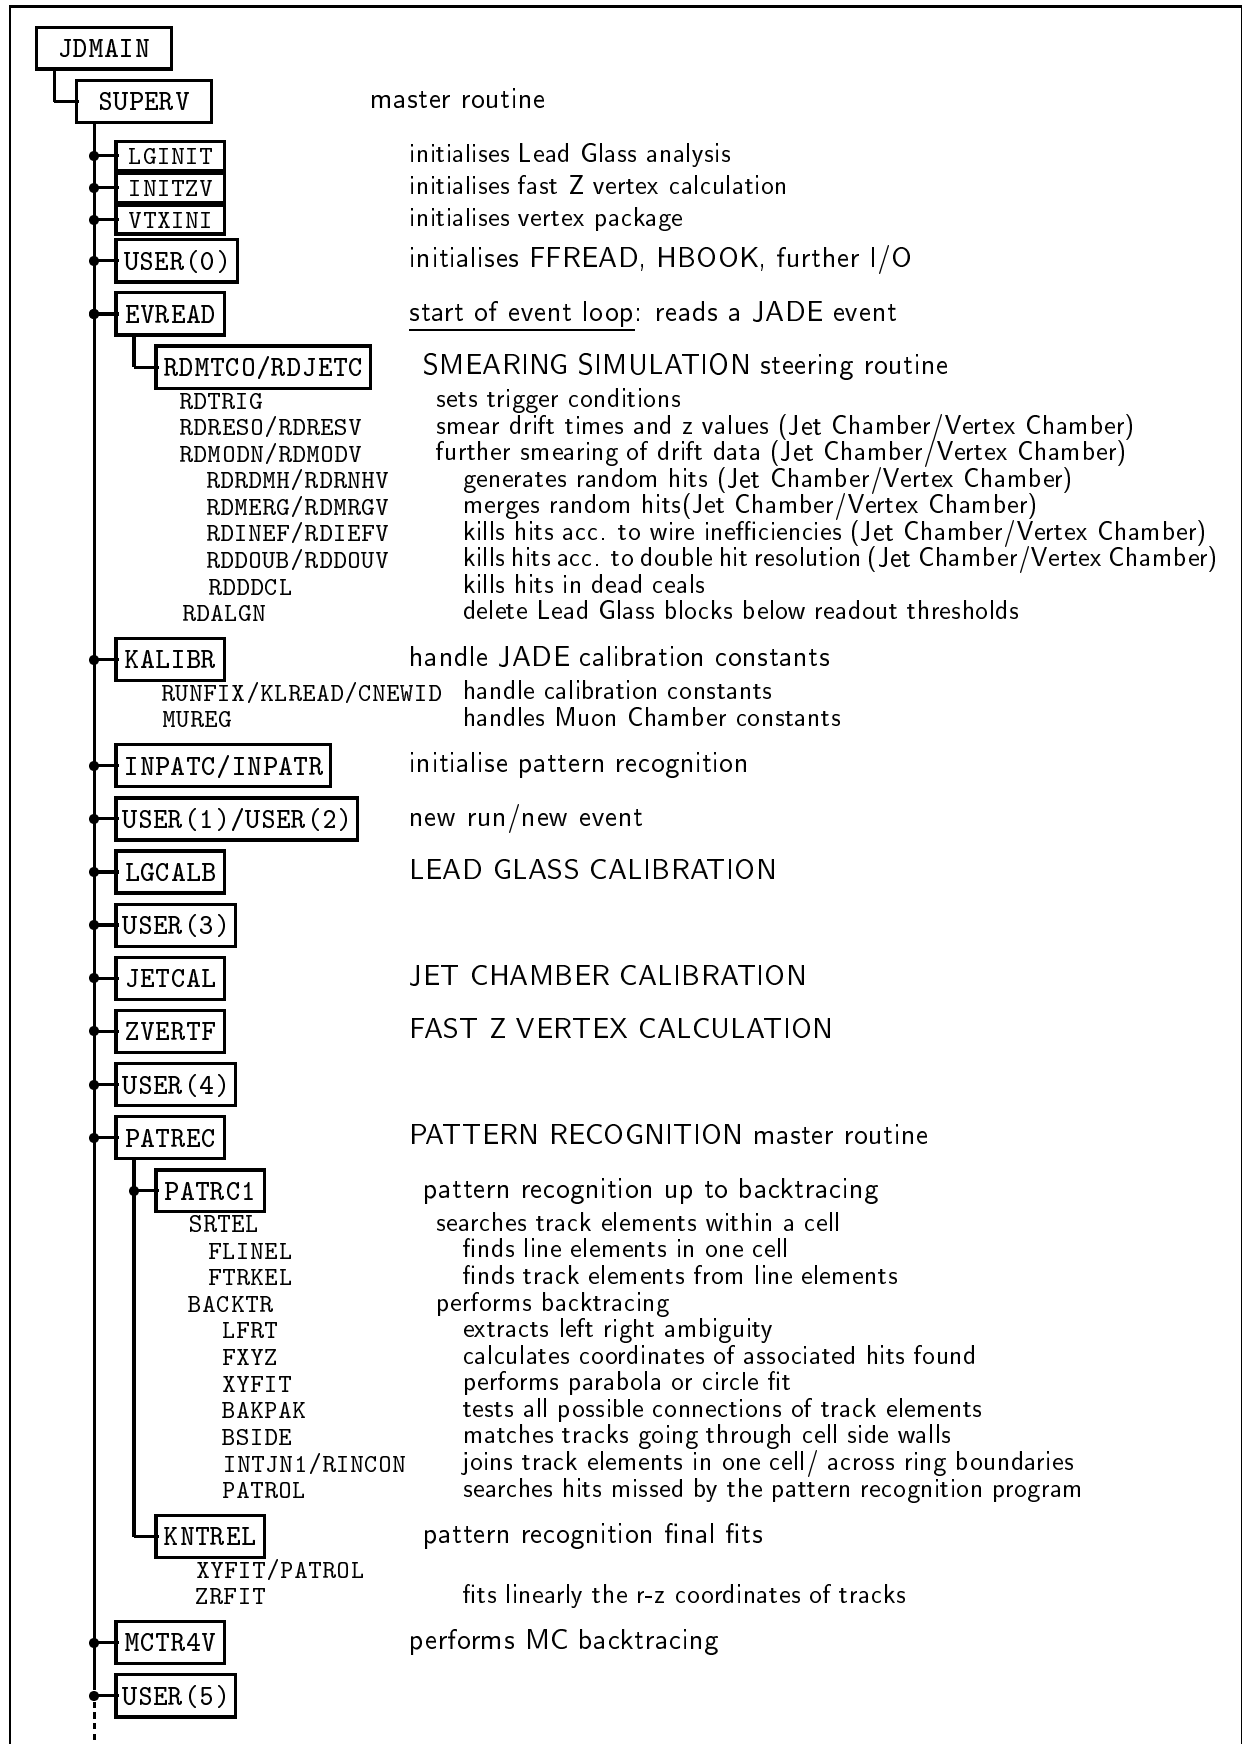 JDMAIN
SUPERV master routine
LGINIT initialises Lead Glass analysis
INITZV initialises fast Z vertex calculation
VTXINI initialises vertex package
USER(0) initialises FFREAD, HBOOK, further I/O
EVREAD start of event loop: reads a JADE event
RDMTCO/RDJETC SMEARING SIMULATION steering routine
RDTRIG sets trigger conditions
RDRESO/RDRESV smear drift times and z values (Jet Chamber/Vertex Chamber)
RDMODN/RDMODV further smearing of drift data (Jet Chamber/Vertex Chamber)
RDRDMH/RDRNHV generates random hits (Jet Chamber/Vertex Chamber)
RDMERG/RDMRGV merges random hits(Jet Chamber/Vertex Chamber)
RDINEF/RDIEFV kills hits acc. to wire inefficiencies (Jet Chamber/Vertex Chamber)
RDDOUB/RDDOUV kills hits acc. to double hit resolution (Jet Chamber/Vertex Chamber)
RDDDCL kills hits in dead ceals
RDALGN delete Lead Glass blocks below readout thresholds
KALIBR handle JADE calibration constants
RUNFIX/KLREAD/CNEWID handle calibration constants
MUREG handles Muon Chamber constants
INPATC/INPATR initialise pattern recognition
USER(1)/USER(2) new run/new event
LGCALB LEAD GLASS CALIBRATION
USER(3)
JETCAL JET CHAMBER CALIBRATION
ZVERTF FAST Z VERTEX CALCULATION
USER(4)
PATREC PATTERN RECOGNITION master routine
PATRC1 pattern recognition up to backtracing
SRTEL searches track elements within a cell
FLINEL finds line elements in one cell
FTRKEL finds track elements from line elements
BACKTR performs backtracing
LFRT extracts left right ambiguity
FXYZ calculates coordinates of associated hits found
XYFIT performs parabola or circle fit
BAKPAK tests all possible connections of track elements
BSIDE matches tracks going through cell side walls
INTJN1/RINCON joins track elements in one cell/ across ring boundaries
PATROL searches hits missed by the pattern recognition program
KNTREL pattern recognition final fits
XYFIT/PATROL
ZRFIT fits linearly the r-z coordinates of tracks
MCTR4V performs MC backtracing
USER(5)